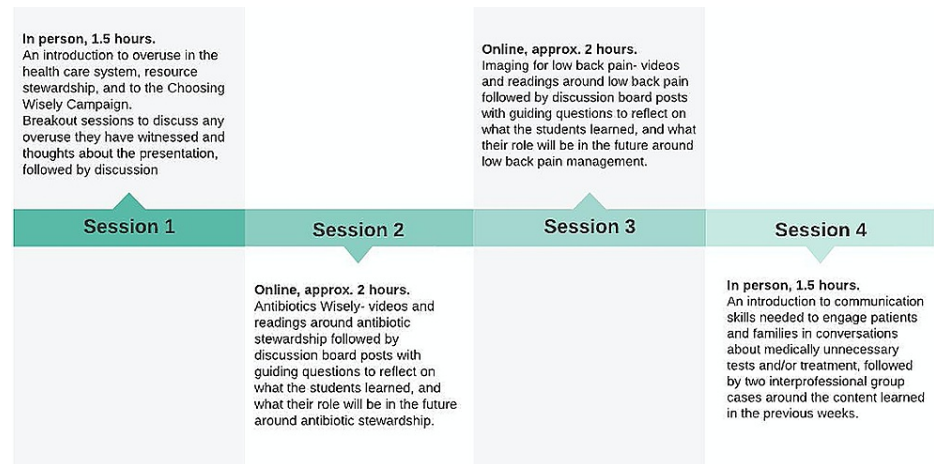 In person, 1.5 hours.
An introduction to overuse in the
health care system, resource
stewardship, and to the Choosing
Wisely Campaign.
Breakout sessions to discuss any
overuse they have witnessed and
thoughts about the presentation,
followed by discussion
Session 1
Session 2
Online, approx. 2 hours.
Antibiotics Wisely- videos and
readings around antibiotic
stewardship followed by
discussion board posts with
guiding questions to reflect on
what the students learned, and
what their role will be in the future
around antibiotic stewardship.
Online, approx. 2 hours.
Imaging for low back pain- videos
and readings around low back pain
followed by discussion board posts
with guiding questions to reflect on
what the students learned, and what
their role will be in the future around
low back pain management.
Session 3
Session 4
In person, 1.5 hours.
An introduction to communication
skills needed to engage patients
and families in conversations
about medically unnecessary
tests and/or treatment, followed
by two interprofessional group
cases around the content learned
in the previous weeks.